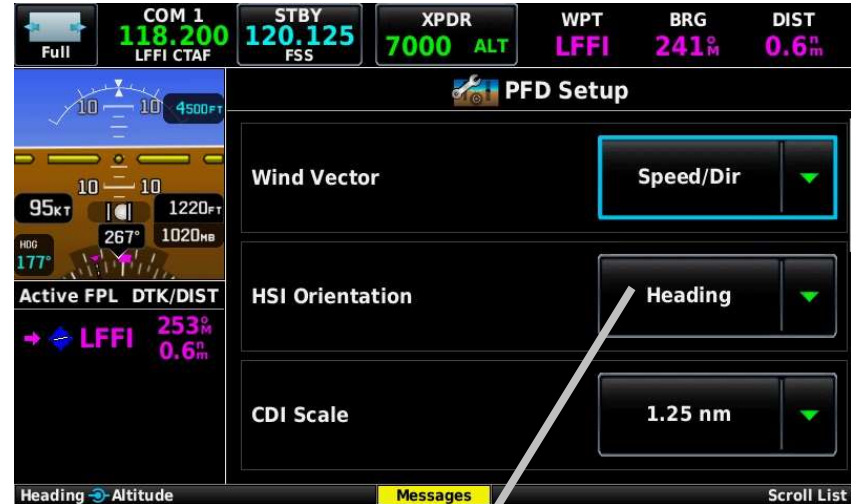 COM 1 STBY XPDR WPT BRG DIST
118.200 120.125 7000 ALT LFFI 241°M 0.6nm
Full LFFI CTAF FSS
PFD Setup
10 10 4500FT
10 10
95KT 1220FT
267° 1020MB
HDG
177°
Wind Vector Speed/Dir
Active FPL DTK/DIST
LFFI 253°M
0.6nm
HSI Orientation Heading
CDI Scale 1.25 nm
Heading Altitude Messages Scroll List